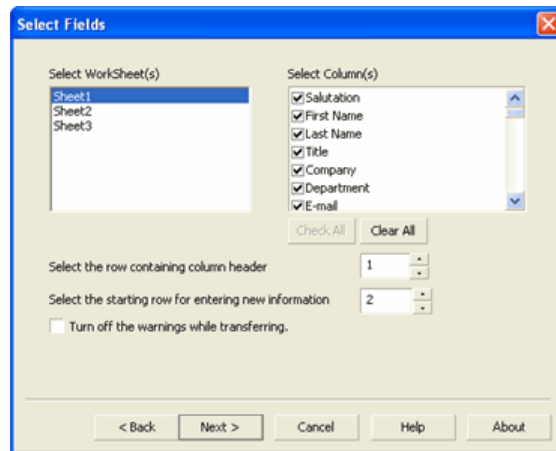 Select Fields
Select WorkSheet(s)
Sheet1
Sheet2
Sheet3
Select Column(s)
Salutation
First Name
Last Name
Title
Company
Department
E-mail
Check All Clear All
Select the row containing column header 1
Select the starting row for entering new information 2
Turn off the warnings while transferring.
< Back Next > Cancel Help About